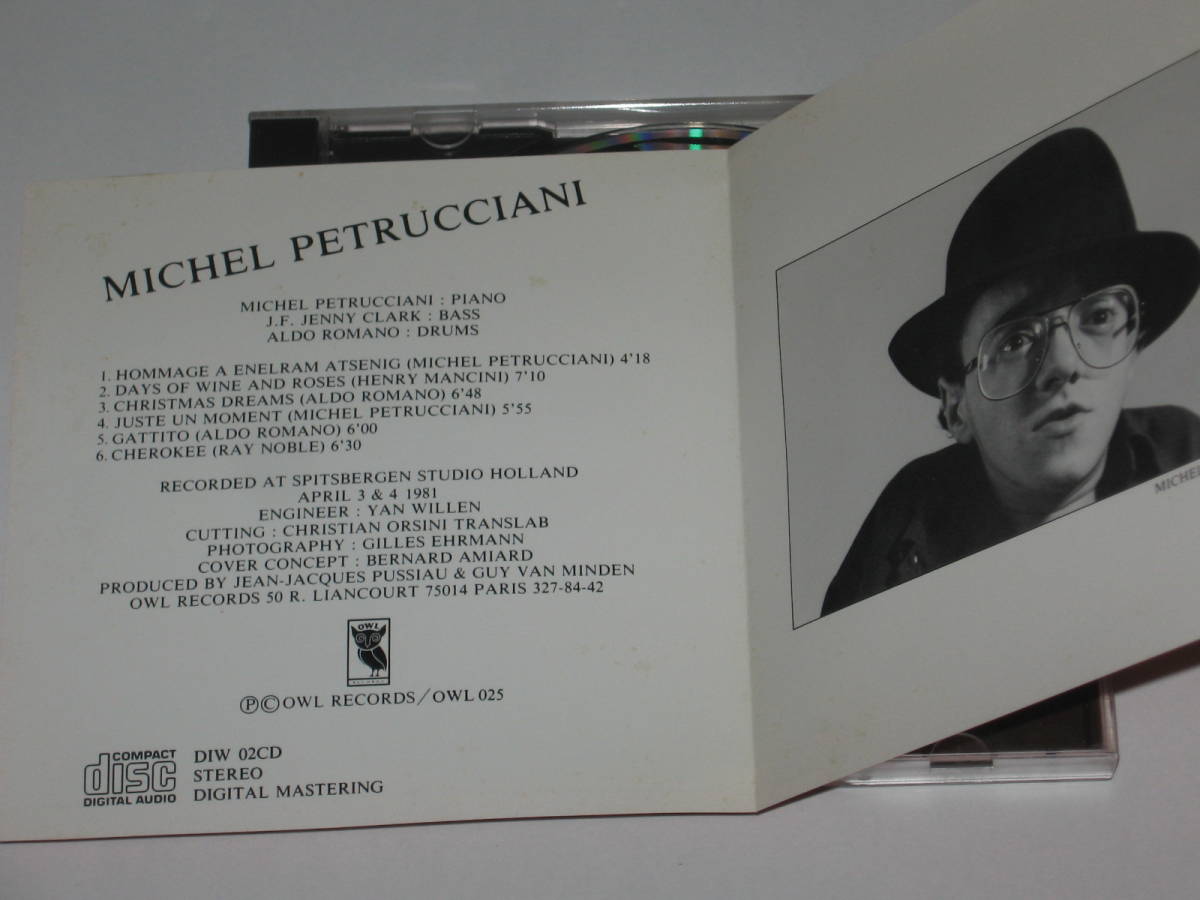 MICHEL PETRUCCIANI
MICHEL PETRUCCIANI : PIANO
J.F. JENNY CLARK : BASS
ALDO ROMANO : DRUMS
1. HOMMAGE A ENELRAM ATSENIG (MICHEL PETRUCCIANI) 4'18
2. DAYS OF WINE AND ROSES (HENRY MANCINI) 7'10
3. CHRISTMAS DREAMS (ALDO ROMANO) 6'48
4. JUSTE UN MOMENT (MICHEL PETRUCCIANI) 5'55
5. GATTITO (ALDO ROMANO) 6'00
6. CHEROKEE (RAY NOBLE) 6'30
RECORDED AT SPITSBERGEN STUDIO HOLLAND
APRIL 3 & 4 1981
ENGINEER : YAN WILLEN
CUTTING : CHRISTIAN ORSINI TRANSLAB
PHOTOGRAPHY : GILLES EHRMANN
COVER CONCEPT : BERNARD AMIARD
PRODUCED BY JEAN-JACQUES PUSSIAU & GUY VAN MINDEN
OWL RECORDS 50 R. LIANCOURT 75014 PARIS 327-84-42
OWL
RECORDS
Ⓟ©OWL RECORDS/OWL 025
COMPACT
disc
DIGITAL AUDIO
DIW 02CD
STEREO
DIGITAL MASTERING
MICHEL